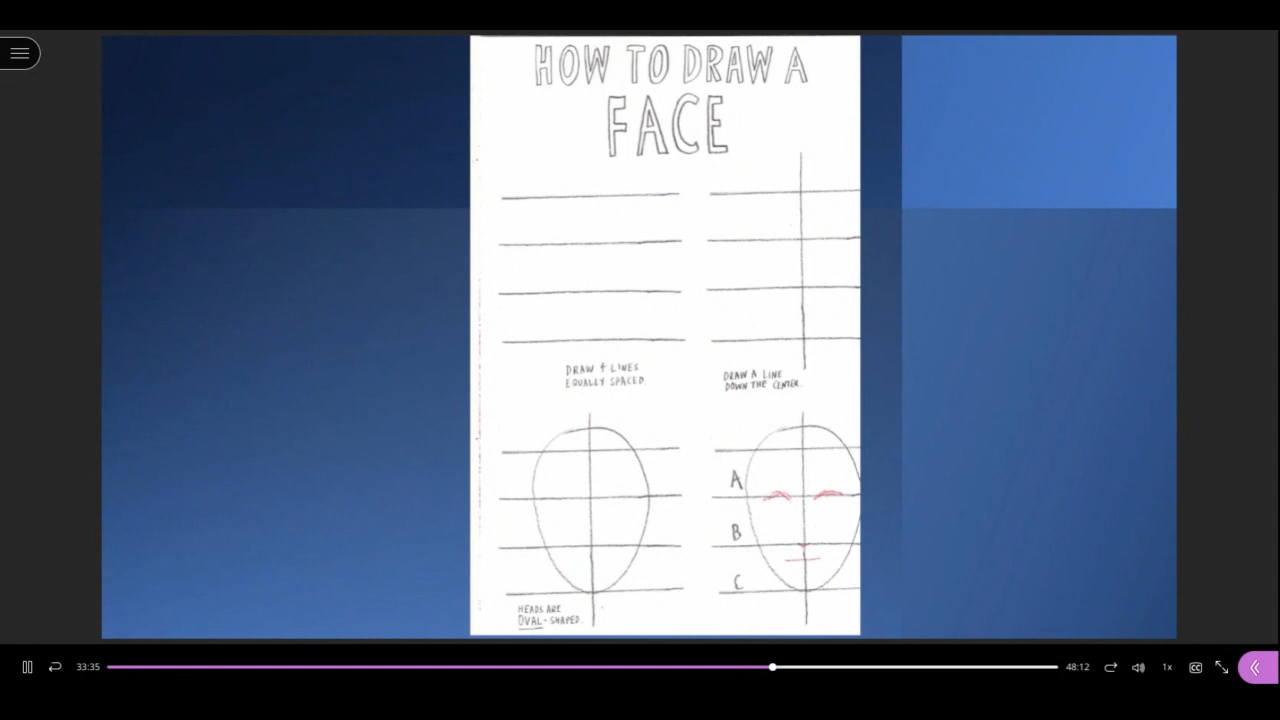 HOW TO DRAW A
FACE
DRAW 4 LINES
EQUALLY SPACED.
DRAW A LINE
DOWN THE CENTER.
A
B
C
HEADS ARE
OVAL-SHAPED.
33:35
48:12
1x
CC